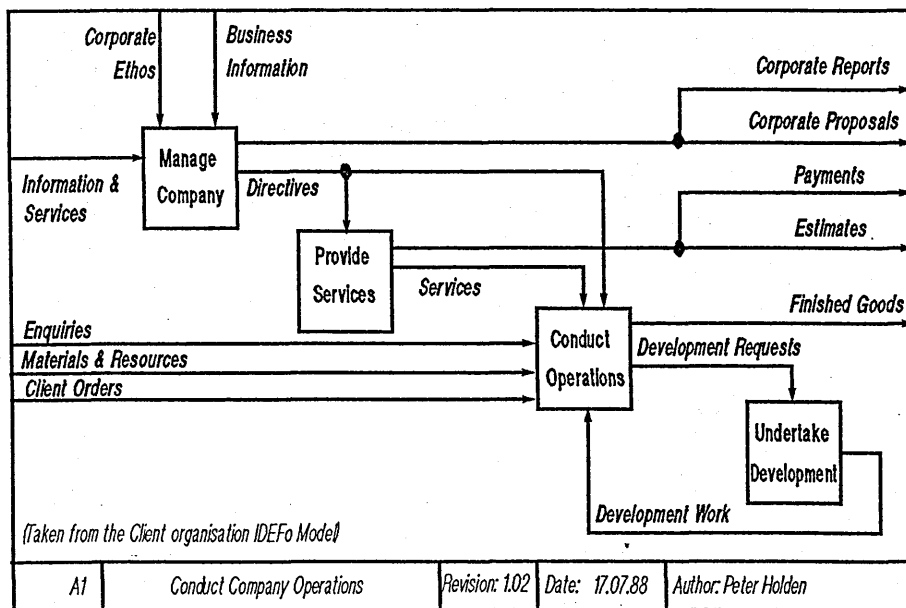 Corporate
Ethos
Business
Information
Corporate Reports
Corporate Proposals
Manage
Company
Information &
Services
Directives
Payments
Estimates
Provide
Services
Services
Finished Goods
Enquiries
Materials & Resources
Client Orders
Conduct
Operations
Development Requests
Undertake
Development
Development Work
(Taken from the Client organisation IDEFo Model)
A1
Conduct Company Operations
Revision: 1.02
Date: 17.07.88
Author: Peter Holden